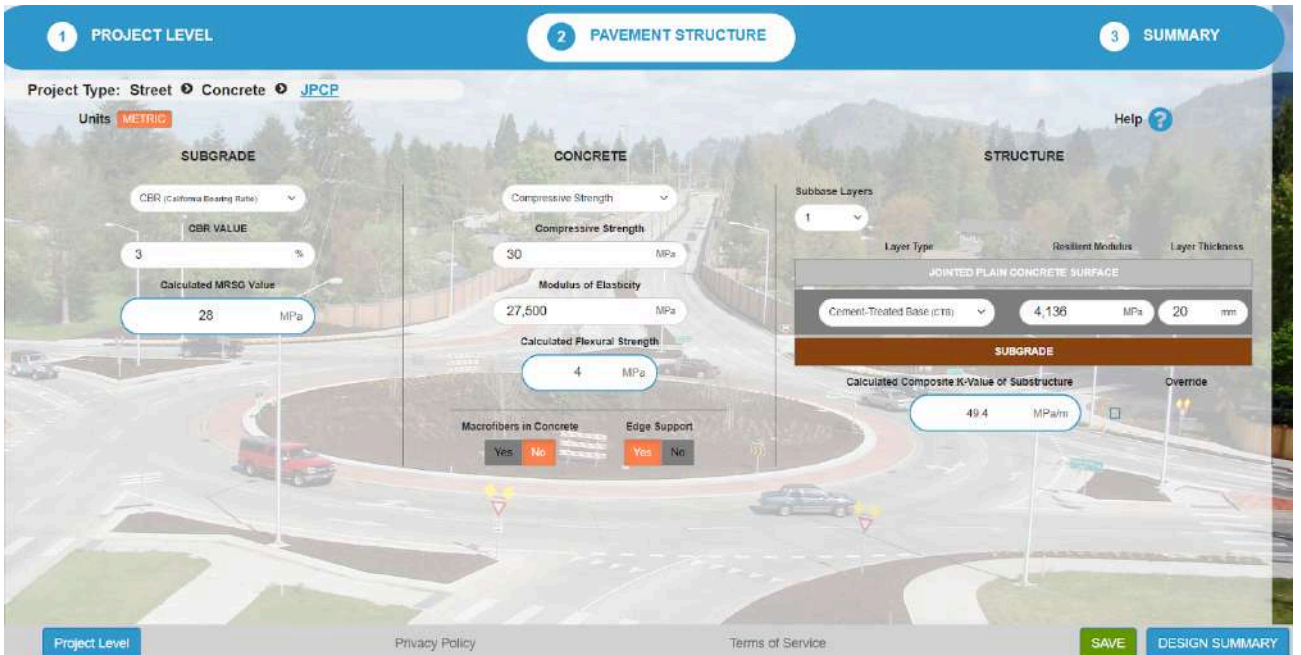 1 PROJECT LEVEL
2 PAVEMENT STRUCTURE
3 SUMMARY
Project Type: Street Concrete JPCP
Units METRIC
Help ?
SUBGRADE
CBR (California Bearing Ratio)
CBR VALUE
3 %
Calculated MRSG Value
28 MPa
CONCRETE
Compressive Strength
Compressive Strength
30 MPa
Modulus of Elasticity
27,500 MPa
Calculated Flexural Strength
4 MPa
Macrofibers in Concrete Edge Support
Yes No Yes No
STRUCTURE
Subbase Layers
1
Layer Type Resilient Modulus Layer Thickness
JOINTED PLAIN CONCRETE SURFACE
Cement-Treated Base (CTB) 4,136 MPa 20 mm
SUBGRADE
Calculated Composite K-Value of Substructure Override
49.4 MPa/m
Project Level Privacy Policy Terms of Service SAVE DESIGN SUMMARY